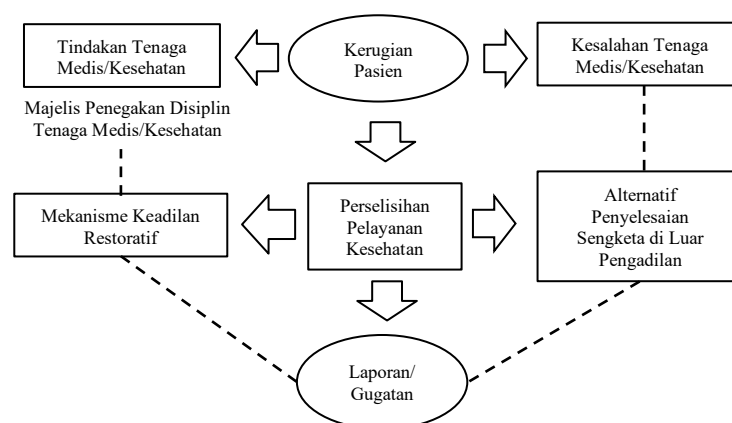 Tindakan Tenaga
Medis/Kesehatan
Kerugian
Pasien
Kesalahan Tenaga
Medis/Kesehatan
Majelis Penegakan Disiplin
Tenaga Medis/Kesehatan
Mekanisme Keadilan
Restoratif
Perselisihan
Pelayanan
Kesehatan
Alternatif
Penyelesaian
Sengketa di Luar
Pengadilan
Laporan/
Gugatan